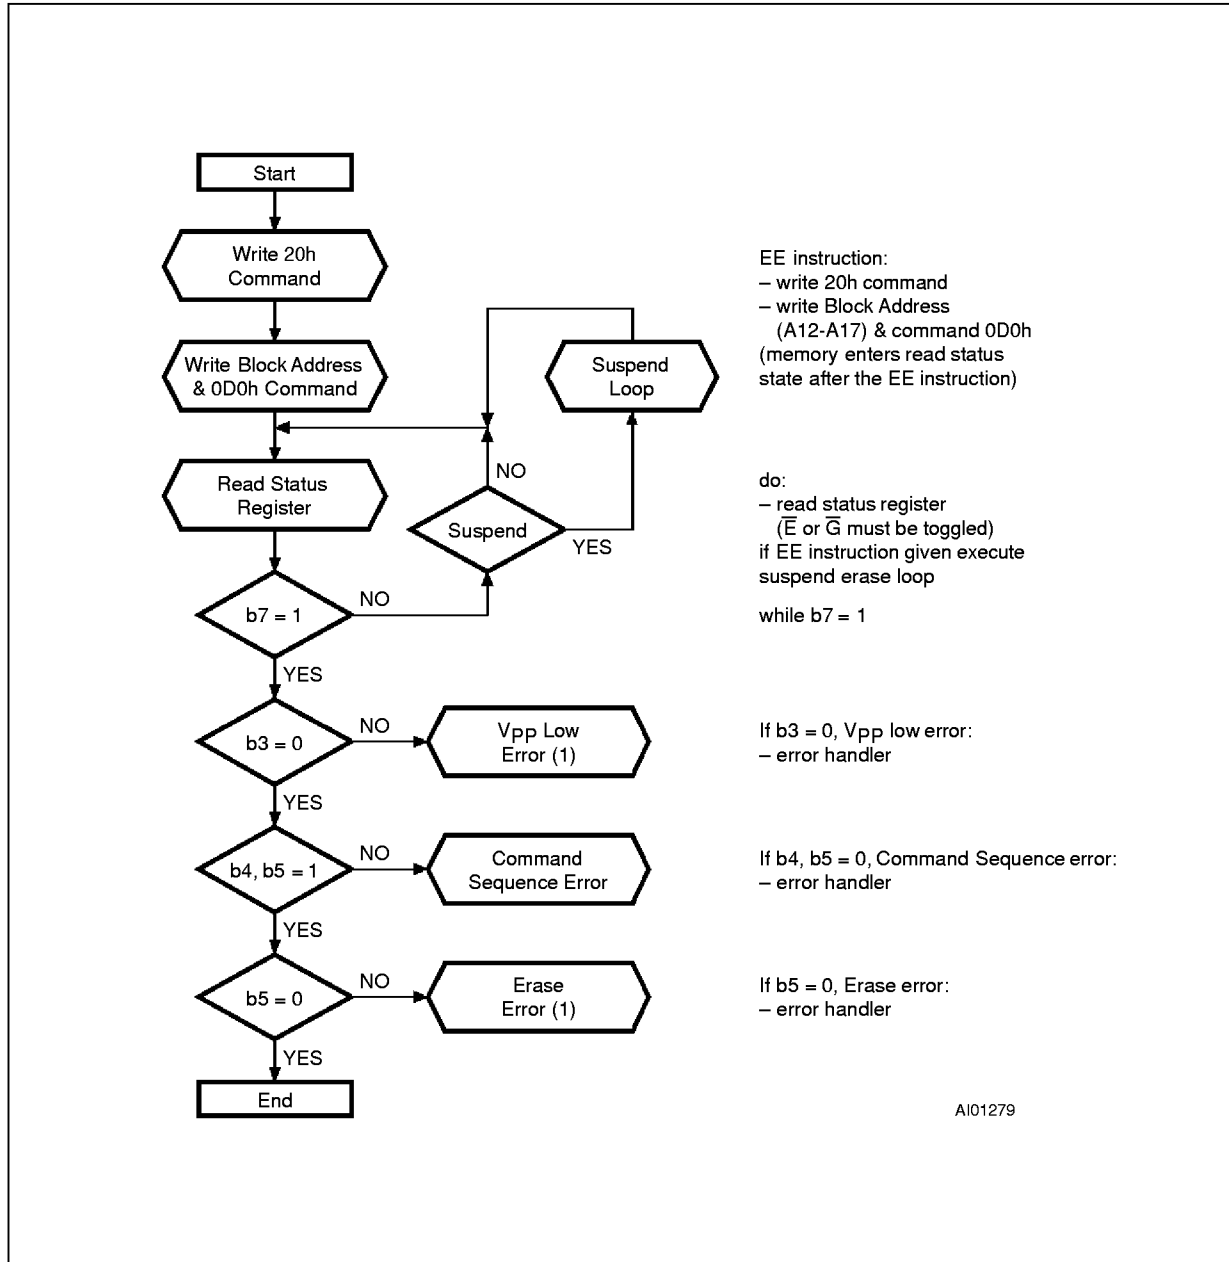 Start
Write 20h
Command
Write Block Address
& 0D0h Command
Suspend
Loop
NO
Read Status
Register
Suspend
YES
NO
b7 = 1
YES
NO
b3 = 0
VPP Low
Error (1)
YES
NO
b4, b5 = 1
Command
Sequence Error
YES
NO
b5 = 0
Erase
Error (1)
YES
End
EE instruction:
– write 20h command
– write Block Address
(A12-A17) & command 0D0h
(memory enters read status
state after the EE instruction)
do:
– read status register
(E̅ or G̅ must be toggled)
if EE instruction given execute
suspend erase loop
while b7 = 1
If b3 = 0, VPP low error:
– error handler
If b4, b5 = 0, Command Sequence error:
– error handler
If b5 = 0, Erase error:
– error handler
AI01279